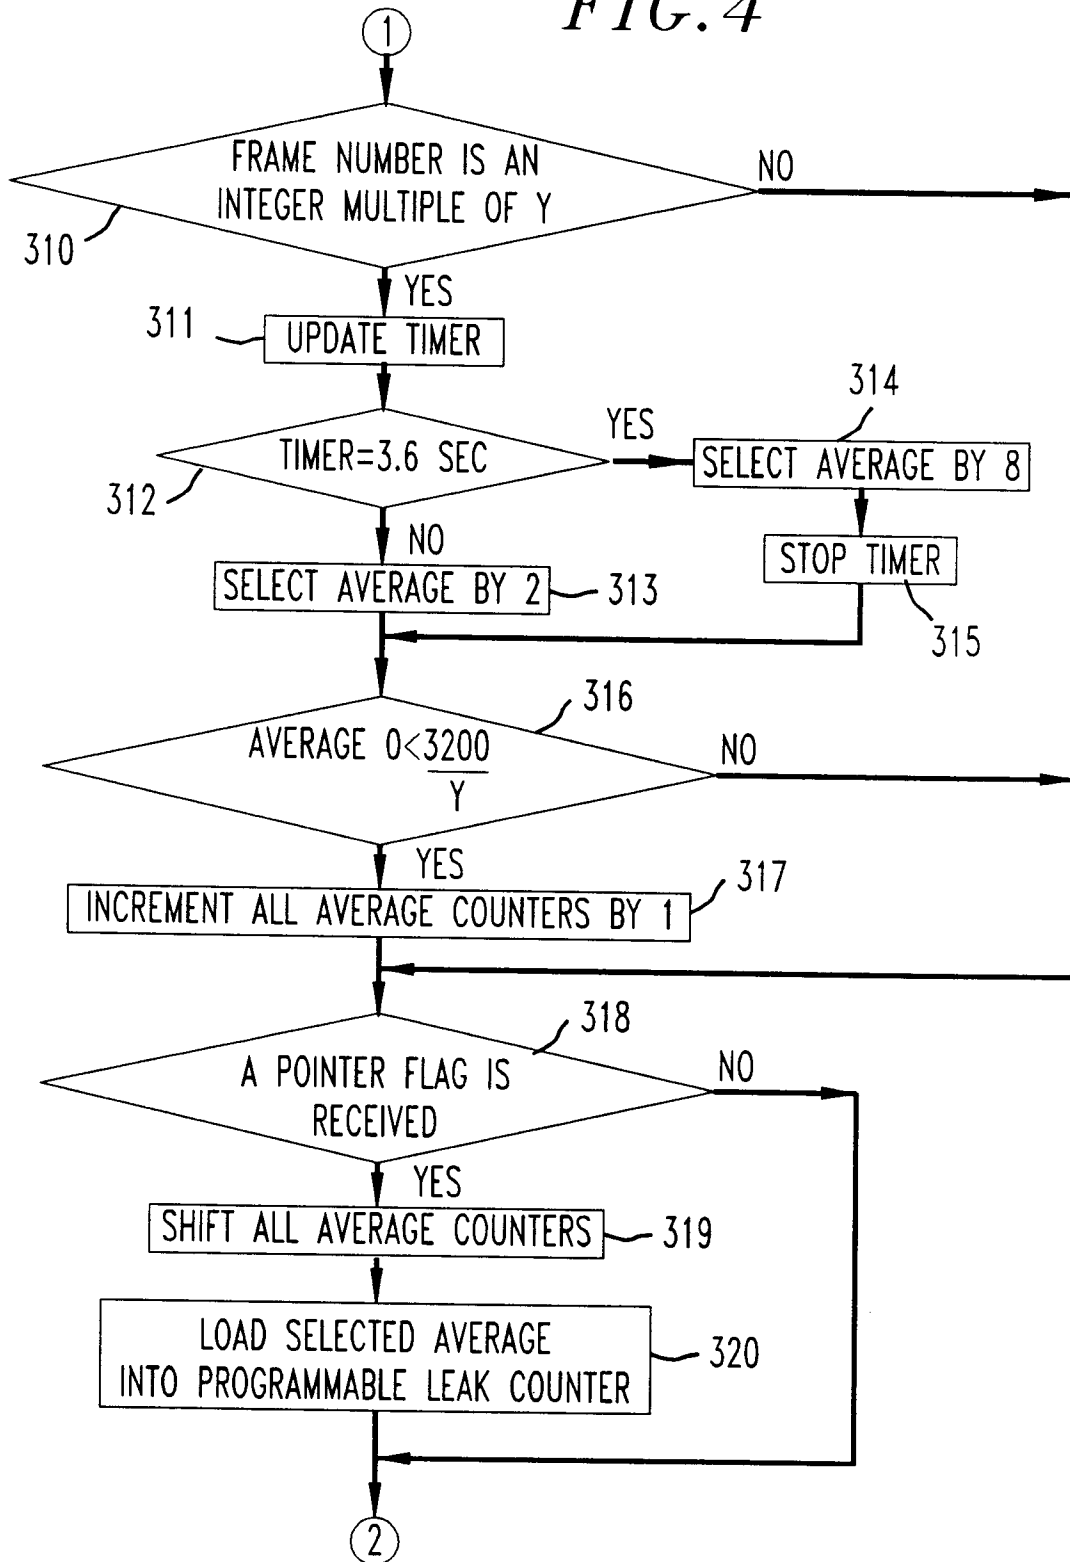 FIG. 4
1
FRAME NUMBER IS AN
INTEGER MULTIPLE OF Y
NO
310
YES
311
UPDATE TIMER
314
TIMER=3.6 SEC
YES
SELECT AVERAGE BY 8
312
NO
STOP TIMER
SELECT AVERAGE BY 2
313
315
316
AVERAGE 0<3200
Y
NO
YES
317
INCREMENT ALL AVERAGE COUNTERS BY 1
318
A POINTER FLAG IS
RECEIVED
NO
YES
SHIFT ALL AVERAGE COUNTERS
319
LOAD SELECTED AVERAGE
INTO PROGRAMMABLE LEAK COUNTER
320
2